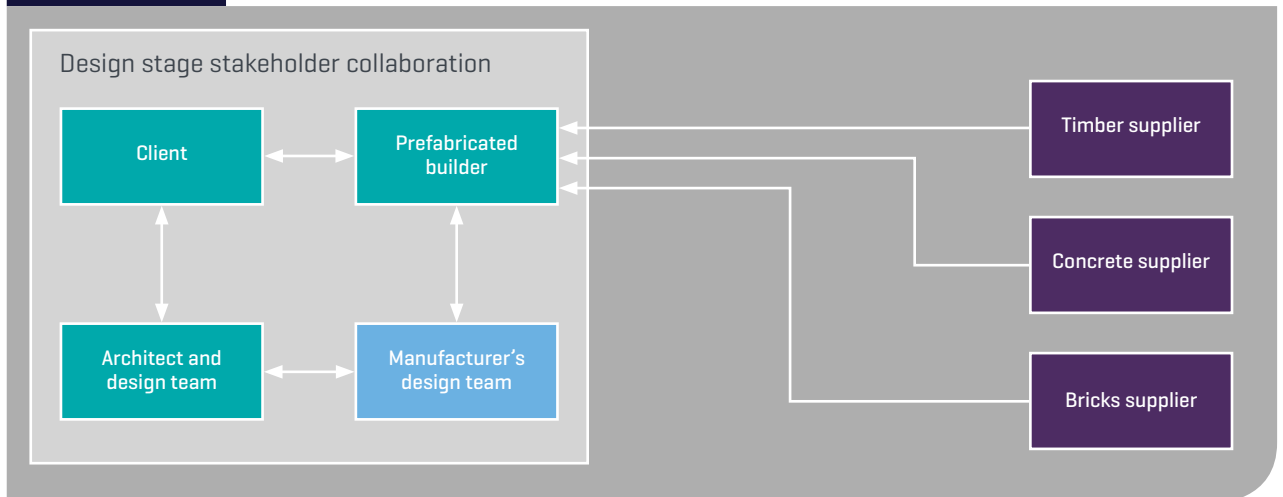 Design stage stakeholder collaboration
Client
Prefabricated
builder
Architect and
design team
Manufacturer’s
design team
Timber supplier
Concrete supplier
Bricks supplier